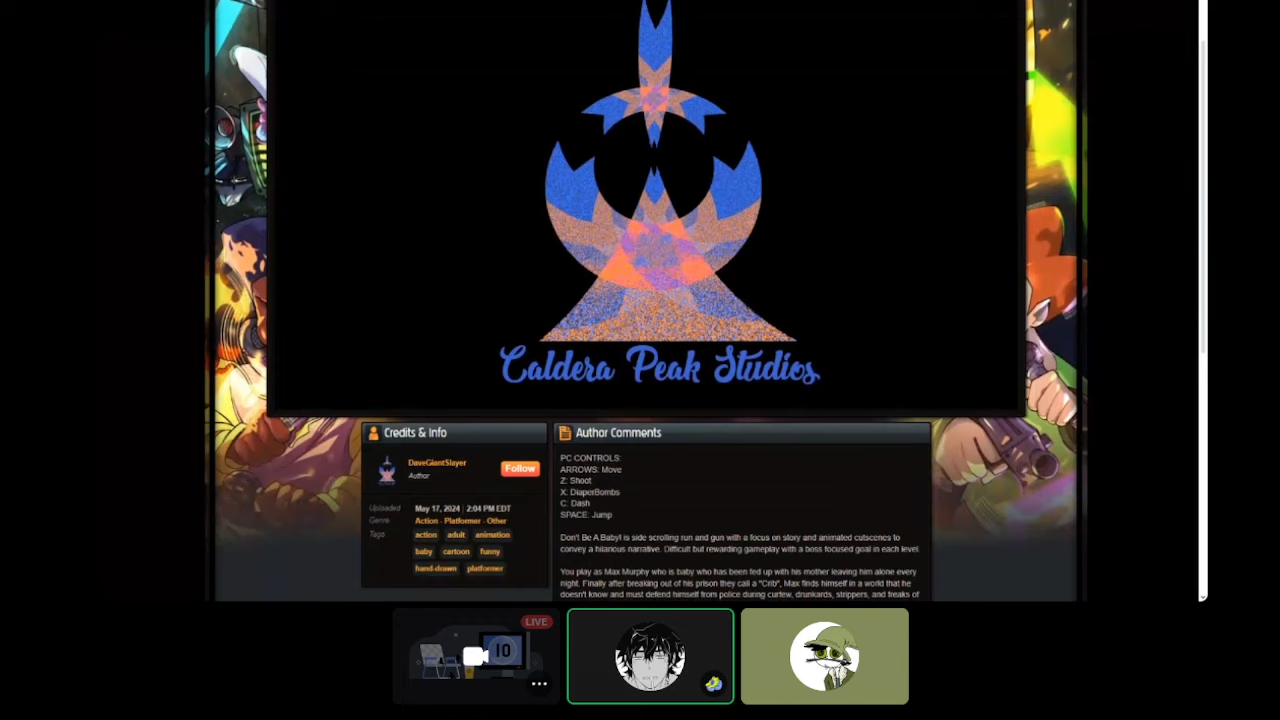 Caldera Peak Studios
Credits & Info
DaveGiantSlayer
Author
Follow
Uploaded May 17, 2024 | 2:04 PM EDT
Genre Action - Platformer - Other
Tags action adult animation
baby cartoon funny
hand-drawn platformer
Author Comments
PC CONTROLS:
ARROWS: Move
Z: Shoot
X: DiaperBombs
C: Dash
SPACE: Jump
Don't Be A Baby! is side scrolling run and gun with a focus on story and animated cutscenes to
convey a hilarious narrative. Difficult but rewarding gameplay with a boss focused goal in each level.
You play as Max Murphy who is baby who has been fed up with his mother leaving him alone every
night. Finally after breaking out of his prison they call a "Crib", Max finds himself in a world that he
doesn't know and must defend himself from police during curfew, drunkards, strippers, and freaks of
LIVE
10